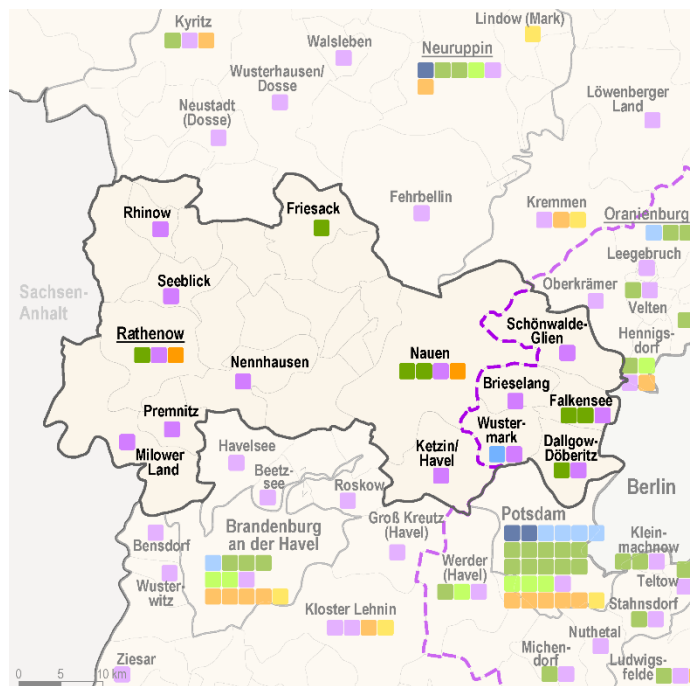 Kyritz
Walsleben
Lindow (Mark)
Neuruppin
Wusterhausen/
Dosse
Neustadt
(Dosse)
Löwenberger
Land
Fehrbellin
Rhinow
Friesack
Kremmen
Oranienburg
Leegebruch
Oberkrämer
Velten
Seeblick
Sachsen-
Anhalt
Schönwalde-
Glien
Hennigs-
dorf
Rathenow
Nauen
Nennhausen
Brieselang
Falkensee
Premnitz
Milower
Land
Wuster-
mark
Ketzin/
Havel
Dallgow-
Döberitz
Havelsee
Beetz-
see
Roskow
Berlin
Bensdorf
Brandenburg
an der Havel
Groß Kreutz
(Havel)
Potsdam
Klein-
machnow
Wuster-
witz
Werder
(Havel)
Teltow
Stahnsdorf
Kloster Lehnin
Nuthetal
Michen-
dorf
Ludwigs-
felde
Ziesar
0 5 10 km